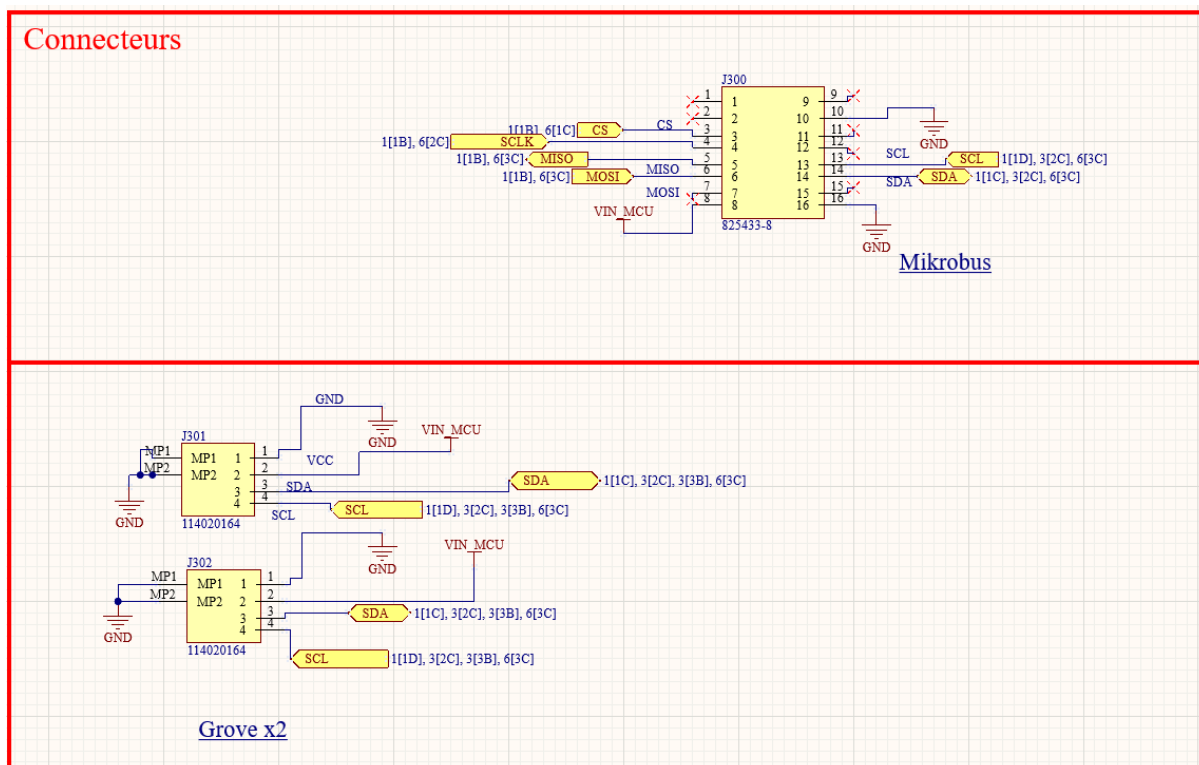 Connecteurs
J300
1 1 9 9
2 2 10 10
1[1B], 6[1C] CS CS 3 3 11 11
1[1B], 6[2C] SCLK 4 4 12 12
1[1B], 6[3C] MISO 5 5 13 13 SCL SCL 1[1D], 3[2C], 6[3C]
1[1B], 6[3C] MOSI MISO 6 6 14 14 SDA SDA 1[1C], 3[2C], 6[3C]
MOSI 7 7 15 15
8 8 16 16
VIN_MCU
GND
GND
825433-8
Mikrobus
GND
GND
VIN_MCU
J301
MP1 MP1 1 1
MP2 MP2 2 2 VCC
3 3 SDA SDA 1[1C], 3[2C], 3[3B], 6[3C]
4 4 SCL SCL 1[1D], 3[2C], 3[3B], 6[3C]
GND
114020164
VIN_MCU
GND
J302
MP1 MP1 1 1
MP2 MP2 2 2
3 3 SDA 1[1C], 3[2C], 3[3B], 6[3C]
4 4
GND
114020164
SCL 1[1D], 3[2C], 3[3B], 6[3C]
Grove x2